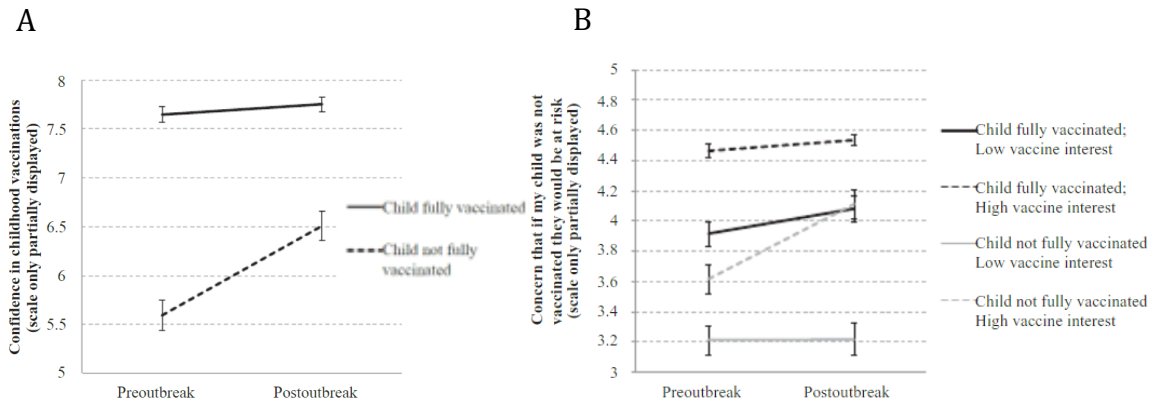 A
Confidence in childhood vaccinations
(scale only partially displayed)
8
7.5
7
6.5
6
5.5
5
Preoutbreak
Postoutbreak
Child fully vaccinated
Child not fully
vaccinated
B
Concern that if my child was not
vaccinated they would be at risk
(scale only partially displayed)
5
4.8
4.6
4.4
4.2
4
3.8
3.6
3.4
3.2
3
Preoutbreak
Postoutbreak
Child fully vaccinated;
Low vaccine interest
Child fully vaccinated;
High vaccine interest
Child not fully vaccinated
Low vaccine interest
Child not fully vaccinated
High vaccine interest